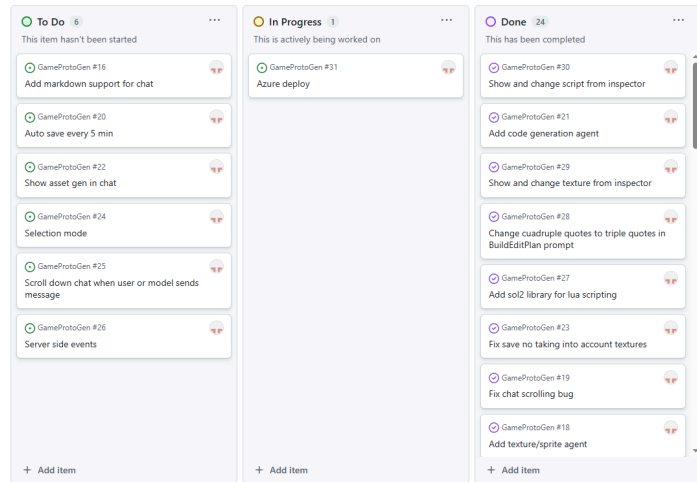 To Do 6 ...
This item hasn't been started
GameProtoGen #16
Add markdown support for chat
GameProtoGen #20
Auto save every 5 min
GameProtoGen #22
Show asset gen in chat
GameProtoGen #24
Selection mode
GameProtoGen #25
Scroll down chat when user or model sends
message
GameProtoGen #26
Server side events
+ Add item
In Progress 1 ...
This is actively being worked on
GameProtoGen #31
Azure deploy
+ Add item
Done 24 ...
This has been completed
GameProtoGen #30
Show and change script from inspector
GameProtoGen #21
Add code generation agent
GameProtoGen #29
Show and change texture from inspector
GameProtoGen #28
Change cuadruple quotes to triple quotes in
BuildEditPlan prompt
GameProtoGen #27
Add sol2 library for lua scripting
GameProtoGen #23
Fix save no taking into account textures
GameProtoGen #19
Fix chat scrolling bug
GameProtoGen #18
Add texture/sprite agent
+ Add item